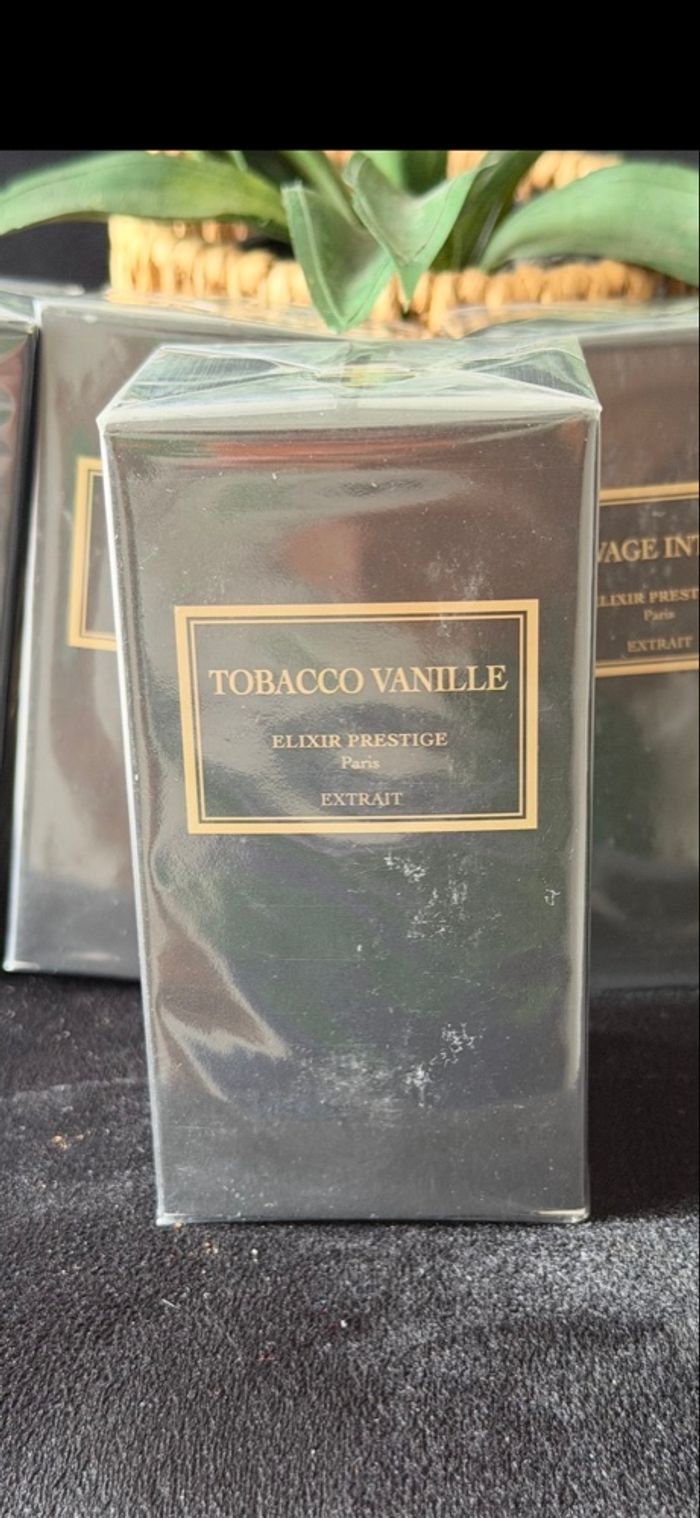 TOBACCO VANILLE
ELIXIR PRESTIGE
Paris
EXTRAIT
VAGE INT
ELIXIR PREST
Paris
EXTRAIT